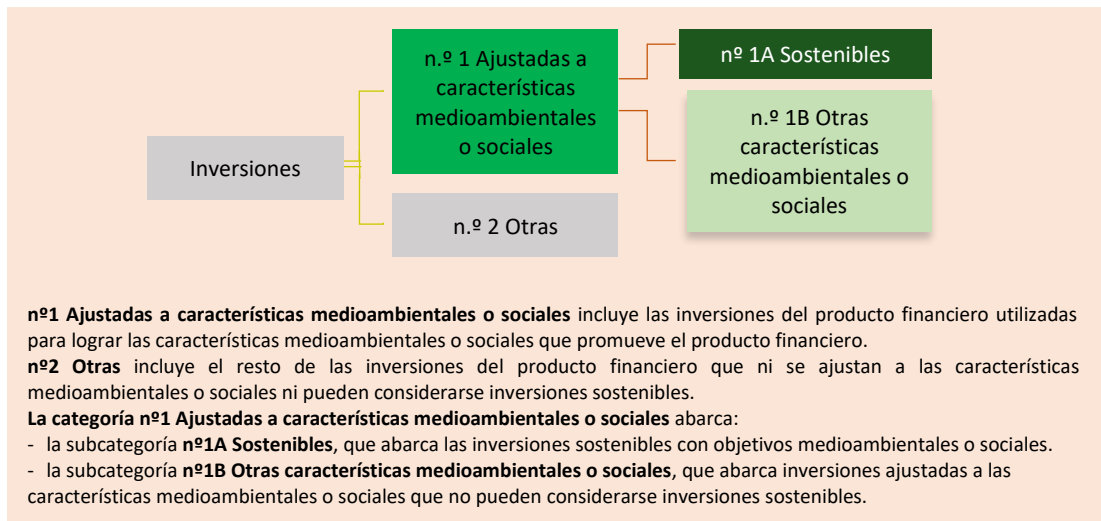 n.º 1 Ajustadas a
características
medioambientales
o sociales
nº 1A Sostenibles
n.º 1B Otras
características
medioambientales o
sociales
Inversiones
n.º 2 Otras
nº1 Ajustadas a características medioambientales o sociales incluye las inversiones del producto financiero utilizadas
para lograr las características medioambientales o sociales que promueve el producto financiero.
nº2 Otras incluye el resto de las inversiones del producto financiero que ni se ajustan a las características
medioambientales o sociales ni pueden considerarse inversiones sostenibles.
La categoría nº1 Ajustadas a características medioambientales o sociales abarca:
- la subcategoría nº1A Sostenibles, que abarca las inversiones sostenibles con objetivos medioambientales o sociales.
- la subcategoría nº1B Otras características medioambientales o sociales, que abarca inversiones ajustadas a las
características medioambientales o sociales que no pueden considerarse inversiones sostenibles.